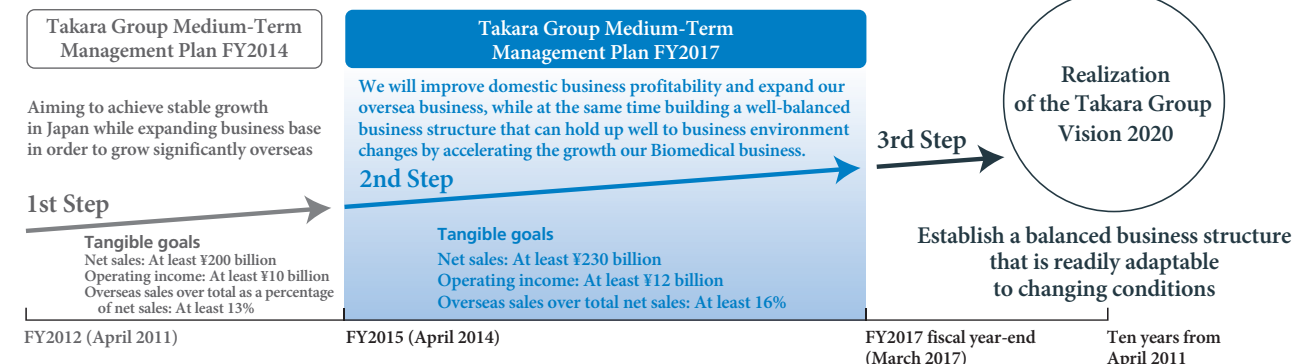 Takara Group Medium-Term
Management Plan FY2014
Aiming to achieve stable growth
in Japan while expanding business base
in order to grow significantly overseas
1st Step
Tangible goals
Net sales: At least ¥200 billion
Operating income: At least ¥10 billion
Overseas sales over total as a percentage
of net sales: At least 13%
FY2012 (April 2011)
Takara Group Medium-Term
Management Plan FY2017
We will improve domestic business profitability and expand our
oversea business, while at the same time building a well-balanced
business structure that can hold up well to business environment
changes by accelerating the growth our Biomedical business.
2nd Step
Tangible goals
Net sales: At least ¥230 billion
Operating income: At least ¥12 billion
Overseas sales over total net sales: At least 16%
FY2015 (April 2014)
3rd Step
Realization
of the Takara Group
Vision 2020
Establish a balanced business structure
that is readily adaptable
to changing conditions
FY2017 fiscal year-end
(March 2017)
Ten years from
April 2011